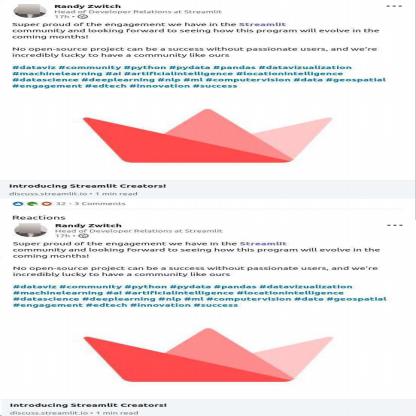 Randy Zwitch
Head of Developer Relations at Streamlit
17h •
Super proud of the engagement we have in the Streamlit
community and looking forward to seeing how this program will evolve in the
coming months!
No open-source project can be a success without passionate users, and we're
incredibly lucky to have a community like ours
#dataviz #community #python #pydata #pandas #datavizualization
#machinelearning #ai #artificialintelligence #locationintelligence
#datascience #deeplearning #nlp #ml #computervision #data #geospatial
#engagement #edtech #innovation #success
Introducing Streamlit Creators!
discuss.streamlit.io • 1 min read
32 • 3 Comments
Reactions
Randy Zwitch
Head of Developer Relations at Streamlit
17h •
Super proud of the engagement we have in the Streamlit
community and looking forward to seeing how this program will evolve in the
coming months!
No open-source project can be a success without passionate users, and we're
incredibly lucky to have a community like ours
#dataviz #community #python #pydata #pandas #datavizualization
#machinelearning #ai #artificialintelligence #locationintelligence
#datascience #deeplearning #nlp #ml #computervision #data #geospatial
#engagement #edtech #innovation #success
Introducing Streamlit Creators!
discuss.streamlit.io • 1 min read